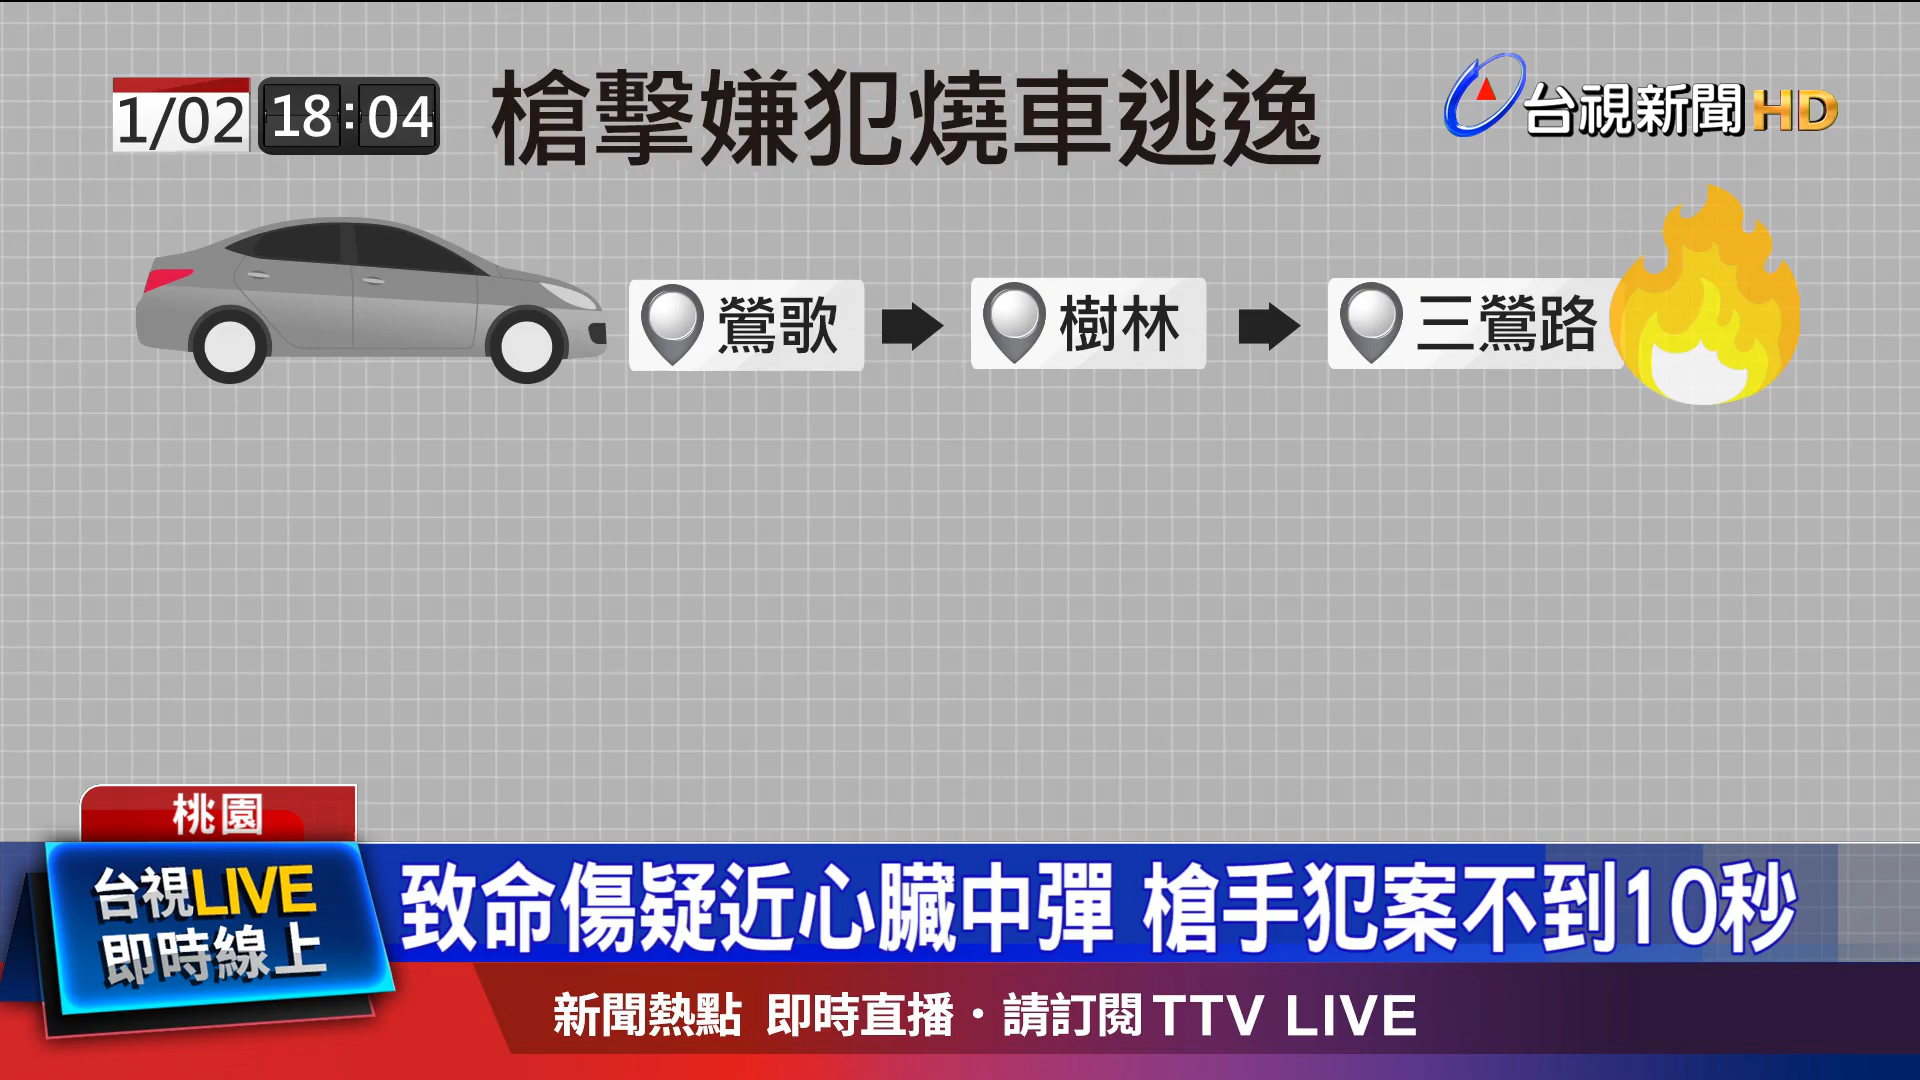 1/02 18:04 槍擊嫌犯燒車逃逸
台視新聞HD
鶯歌 樹林 三鶯路
桃園
台視LIVE
即時線上
致命傷疑近心臟中彈 槍手犯案不到10秒
新聞熱點 即時直播・請訂閱TTV LIVE